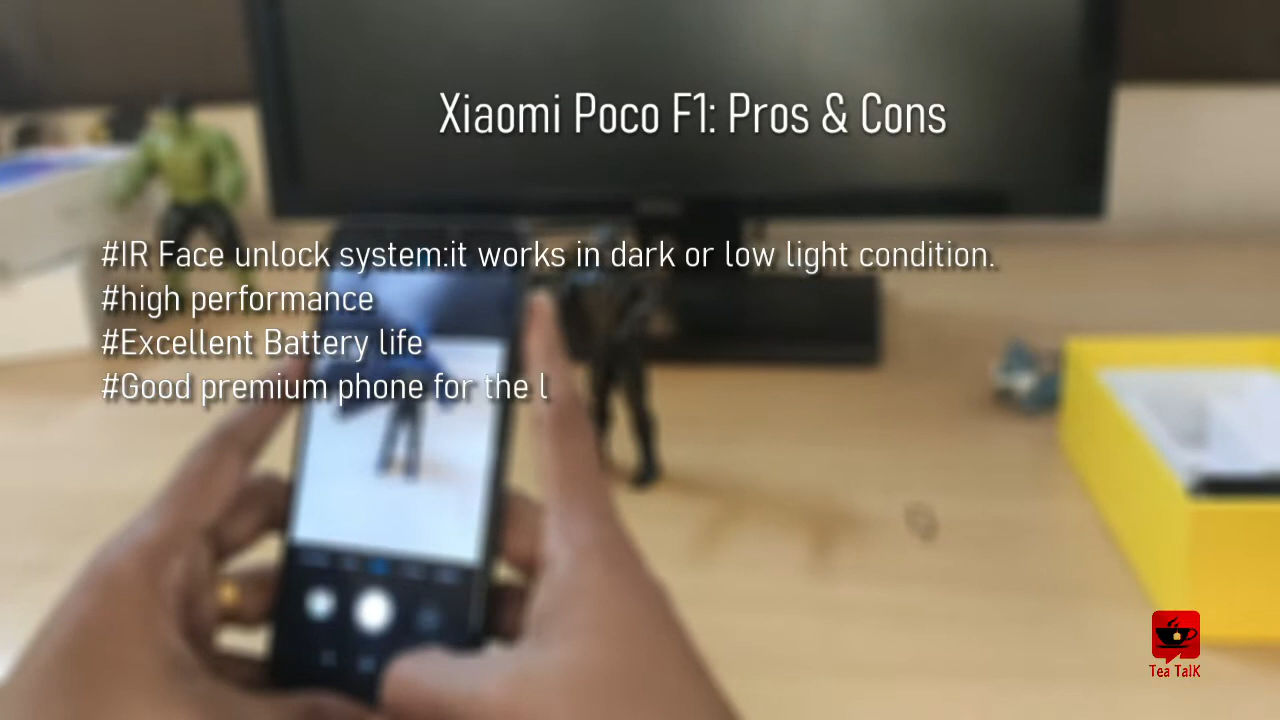 Xiaomi Poco F1: Pros & Cons
#IR Face unlock system:it works in dark or low light condition.
#high performance
#Excellent Battery life
#Good premium phone for the l
Tea TalK